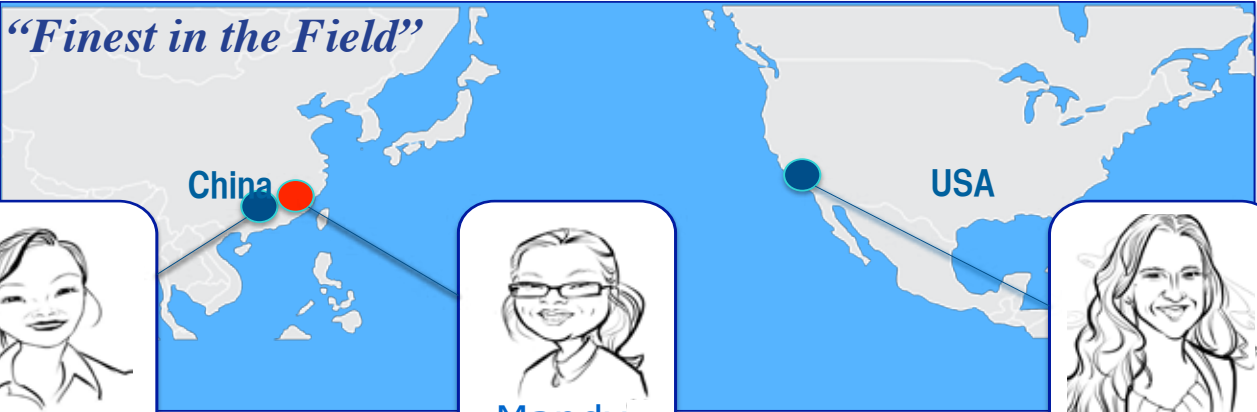 “Finest in the Field”
China
USA